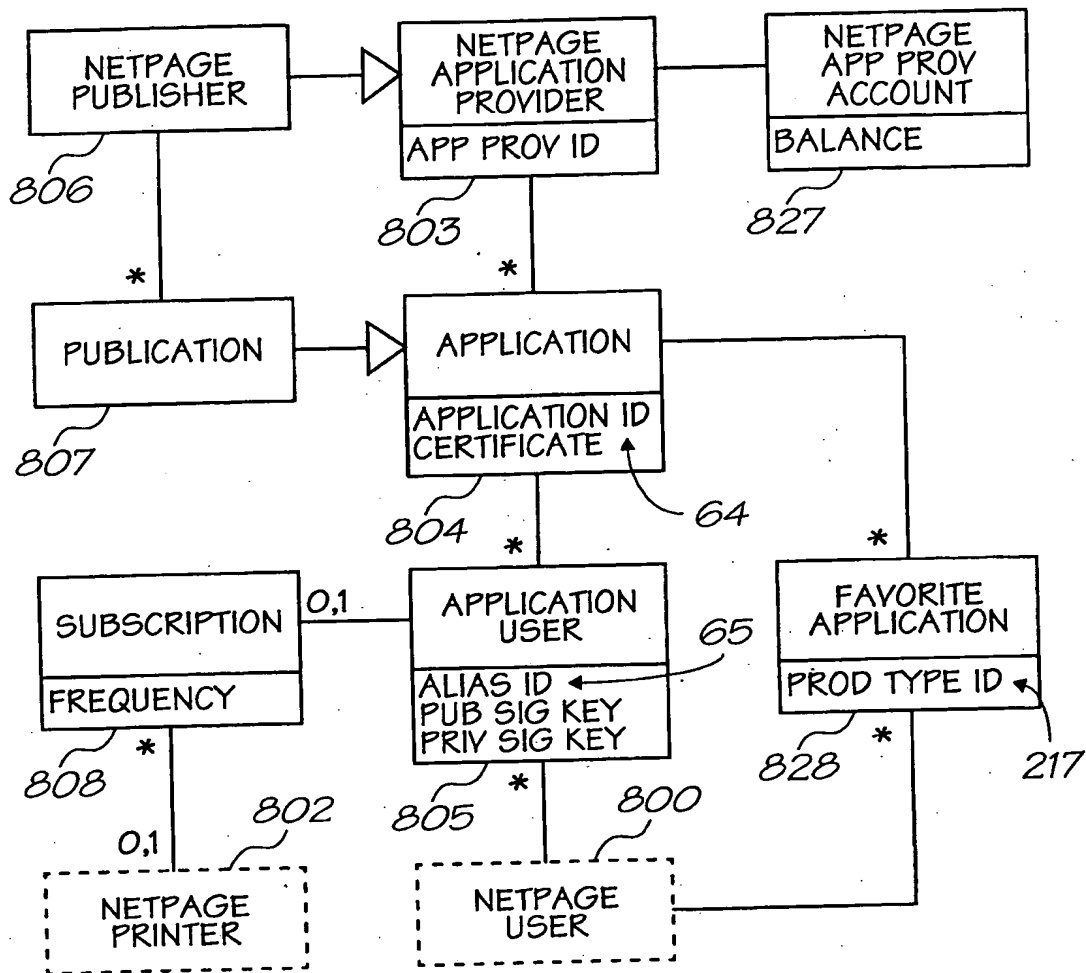 NETPAGE
PUBLISHER
806
NETPAGE
APPLICATION
PROVIDER
APP PROV ID
803
NETPAGE
APP PROV
ACCOUNT
BALANCE
827
*
*
PUBLICATION
807
APPLICATION
APPLICATION ID
CERTIFICATE
804
64
*
*
SUBSCRIPTION
FREQUENCY
808
0,1
APPLICATION
USER
ALIAS ID
PUB SIG KEY
PRIV SIG KEY
805
65
FAVORITE
APPLICATION
PROD TYPE ID
828
217
*
*
*
0,1
802
NETPAGE
PRINTER
800
NETPAGE
USER